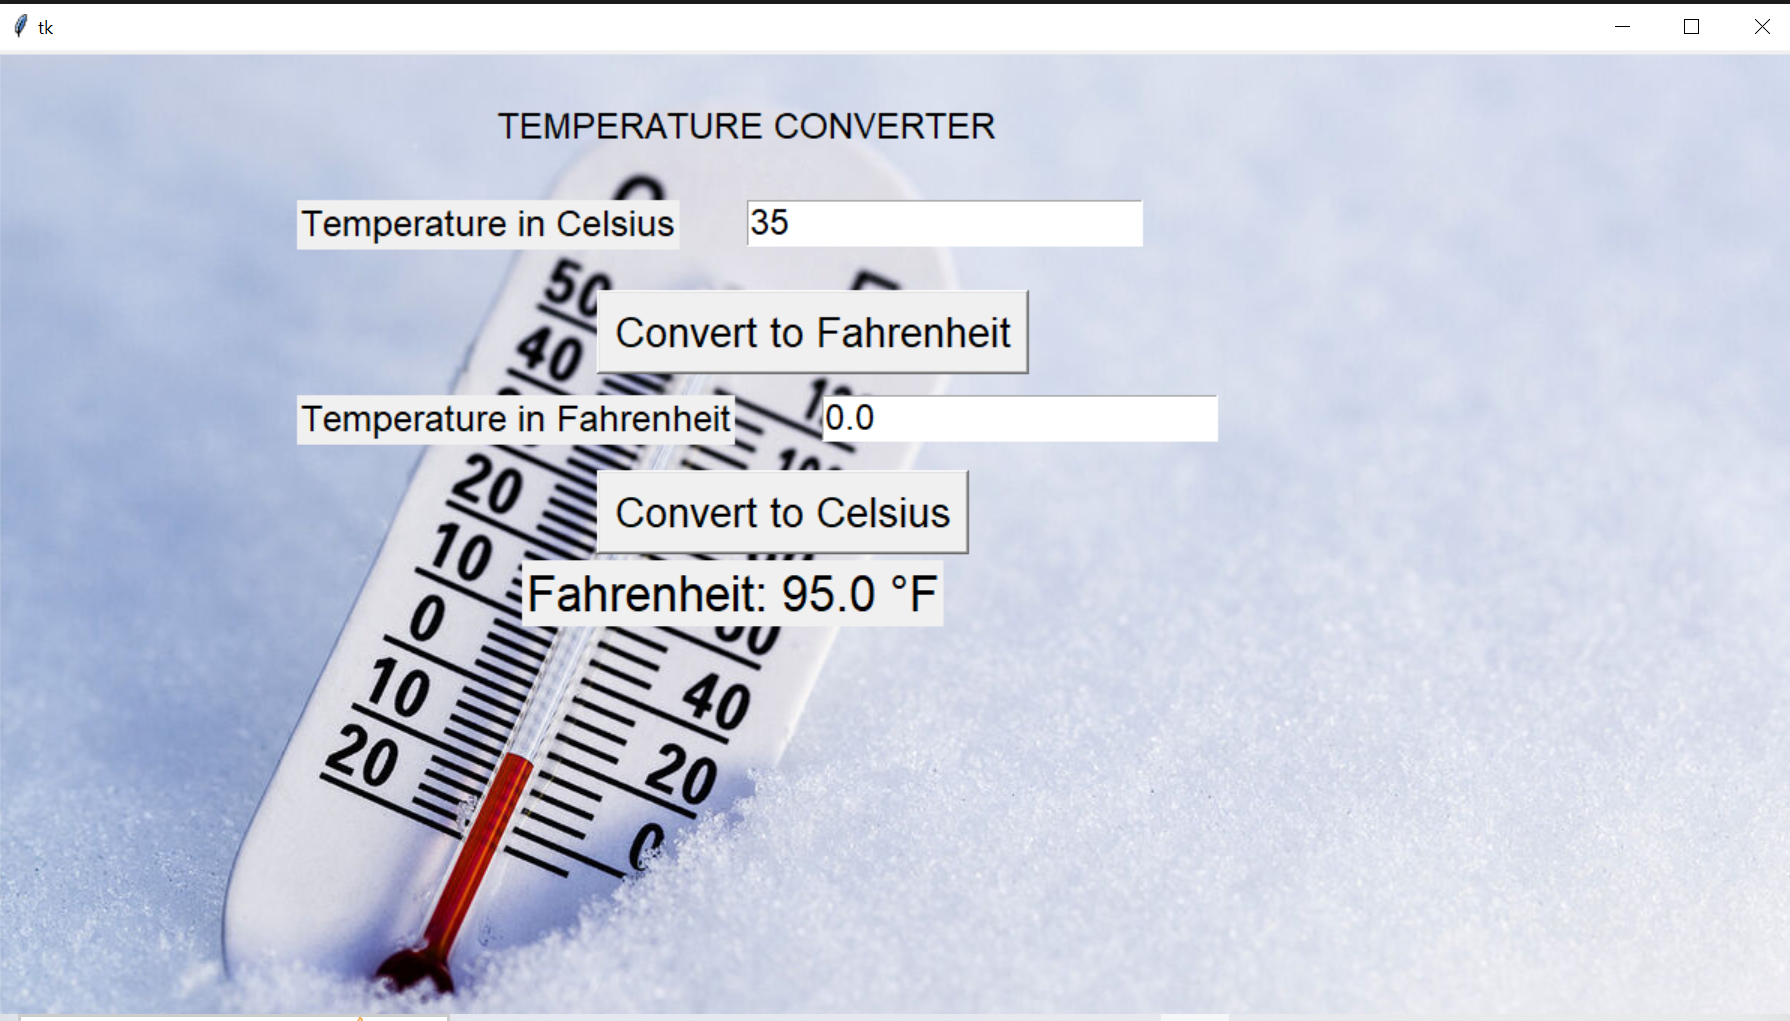 tk
TEMPERATURE CONVERTER
Temperature in Celsius
35
50
Convert to Fahrenheit
40
Temperature in Fahrenheit
0.0
20
Convert to Celsius
10
Fahrenheit: 95.0 °F
0
10
40
20
20
0